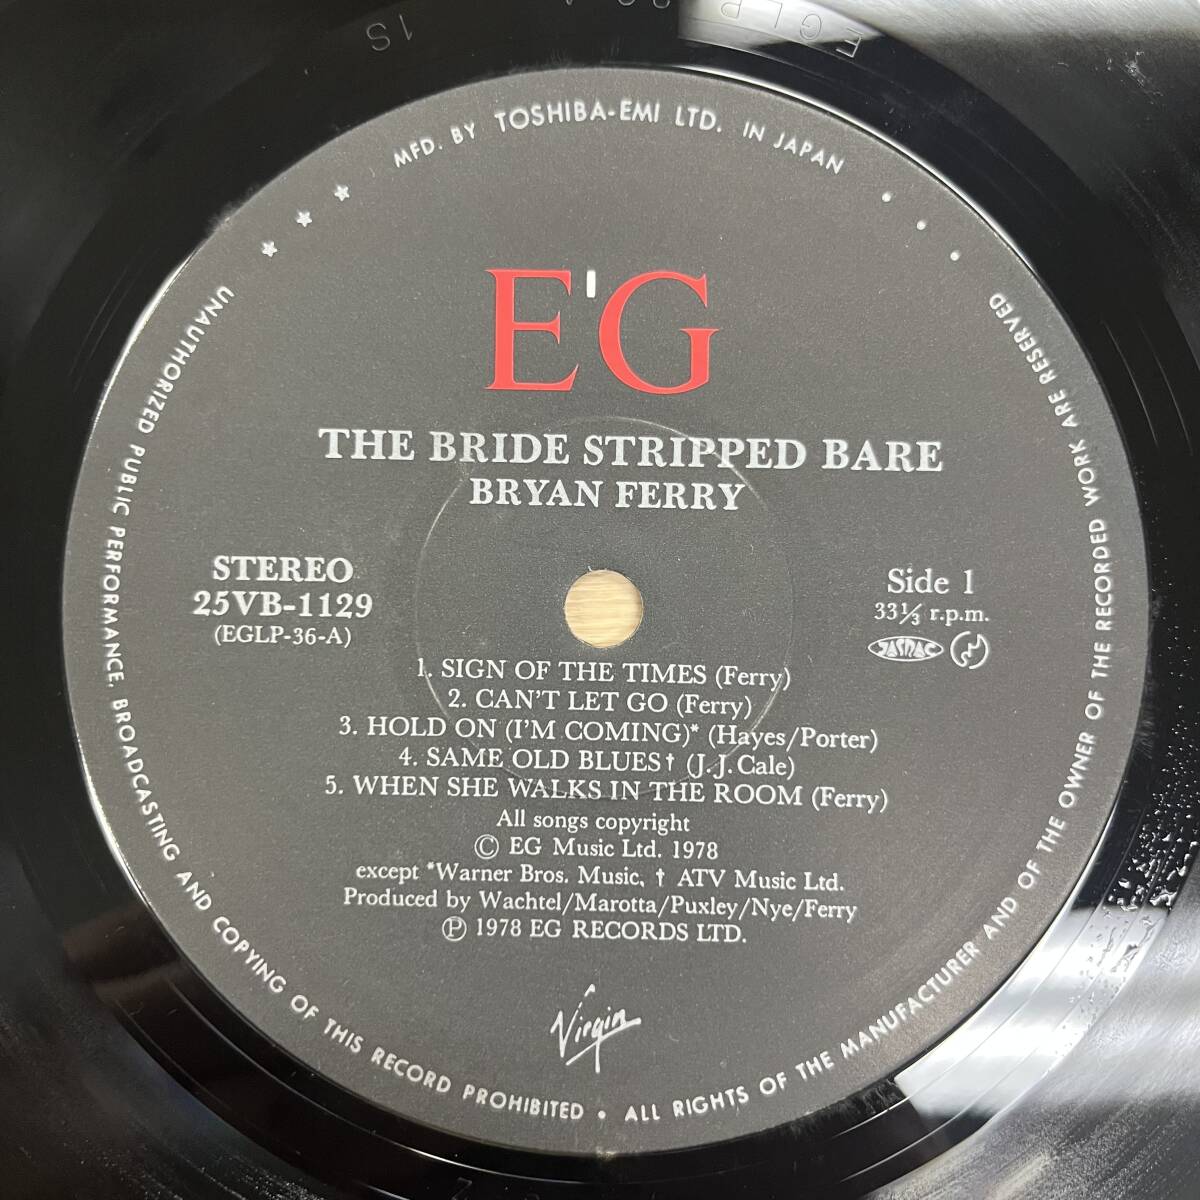 1S
MFD. BY TOSHIBA-EMI LTD. IN JAPAN
E'G
THE BRIDE STRIPPED BARE
BRYAN FERRY
STEREO
25VB-1129
(EGLP-36-A)
Side 1
33⅓ r.p.m.
JASRAC
1. SIGN OF THE TIMES (Ferry)
2. CAN'T LET GO (Ferry)
3. HOLD ON (I'M COMING)* (Hayes/Porter)
4. SAME OLD BLUES† (J.J. Cale)
5. WHEN SHE WALKS IN THE ROOM (Ferry)
All songs copyright
© EG Music Ltd. 1978
except *Warner Bros. Music, † ATV Music Ltd.
Produced by Wachtel/Marotta/Puxley/Nye/Ferry
℗ 1978 EG RECORDS LTD.
Virgin
UNAUTHORIZED PUBLIC PERFORMANCE, BROADCASTING AND COPYING OF THIS RECORD PROHIBITED • ALL RIGHTS OF THE MANUFACTURER AND OF THE OWNER OF THE RECORDED WORK ARE RESERVED